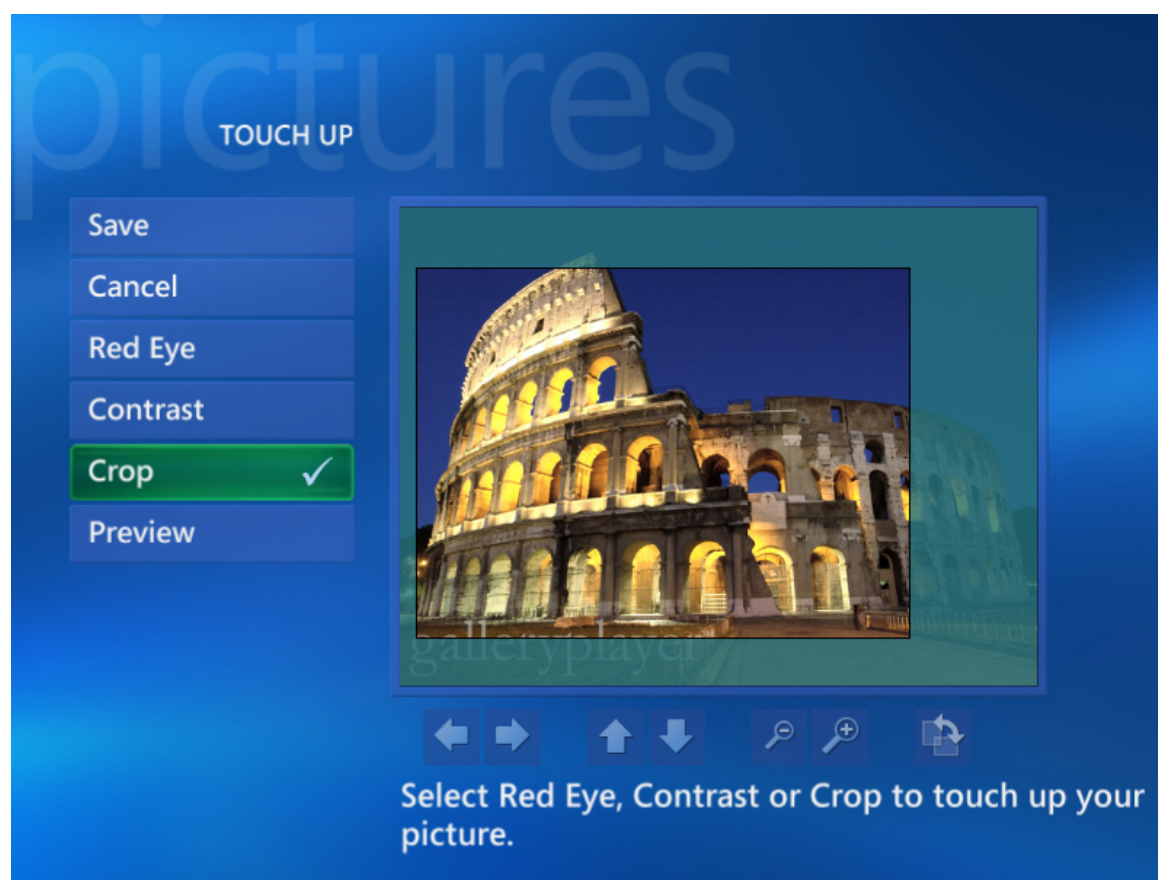 pictures
TOUCH UP
Save
Cancel
Red Eye
Contrast
Crop
Preview
galleryplayer
Select Red Eye, Contrast or Crop to touch up your
picture.